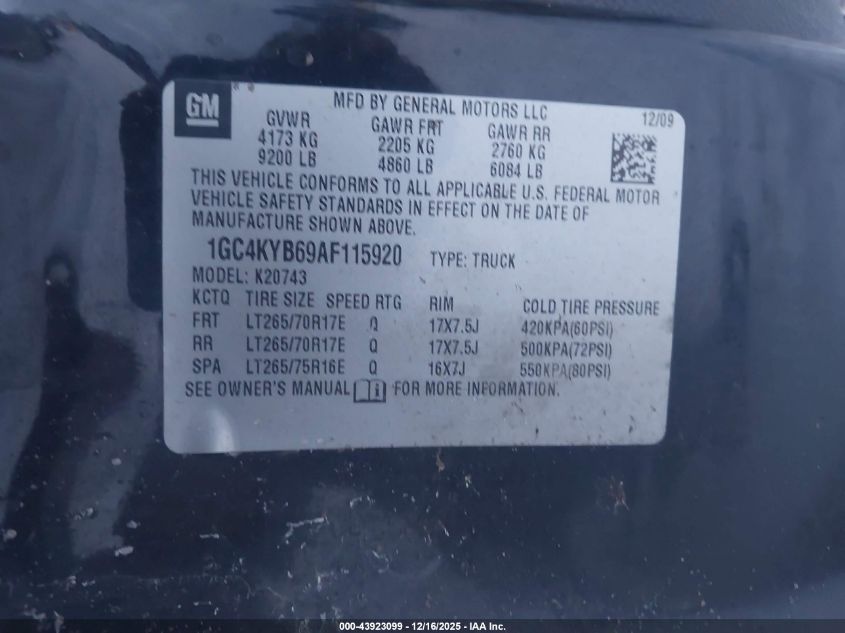 GM
MFD BY GENERAL MOTORS LLC
12/09
GVWR GAWR FRT GAWR RR
4173 KG 2205 KG 2760 KG
9200 LB 4860 LB 6084 LB
THIS VEHICLE CONFORMS TO ALL APPLICABLE U.S. FEDERAL MOTOR
VEHICLE SAFETY STANDARDS IN EFFECT ON THE DATE OF
MANUFACTURE SHOWN ABOVE.
1GC4KYB69AF115920 TYPE: TRUCK
MODEL: K20743
KCTQ TIRE SIZE SPEED RTG RIM COLD TIRE PRESSURE
FRT LT265/70R17E Q 17X7.5J 420KPA(60PSI)
RR LT265/70R17E Q 17X7.5J 500KPA(72PSI)
SPA LT265/75R16E Q 16X7J 550KPA(80PSI)
SEE OWNER'S MANUAL FOR MORE INFORMATION.
000-43923099 - 12/16/2025 - IAA Inc.